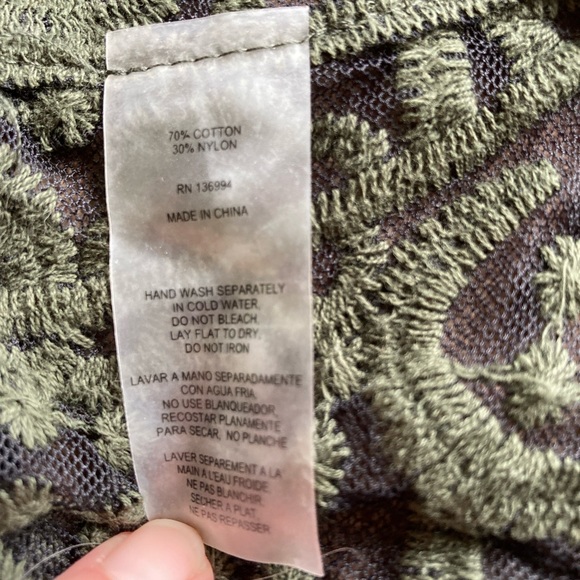 70% COTTON
30% NYLON
RN 136994
MADE IN CHINA
HAND WASH SEPARATELY
IN COLD WATER,
DO NOT BLEACH,
LAY FLAT TO DRY,
DO NOT IRON
LAVAR A MANO SEPARADAMENTE
CON AGUA FRIA,
NO USE BLANQUEADOR,
RECOSTAR PLANAMENTE
PARA SECAR, NO PLANCHE
LAVER SEPAREMENT A LA
MAIN A L'EAU FROIDE.
NE PAS BLANCHIR.
SECHER A PLAT.
NE PAS REPASSER.